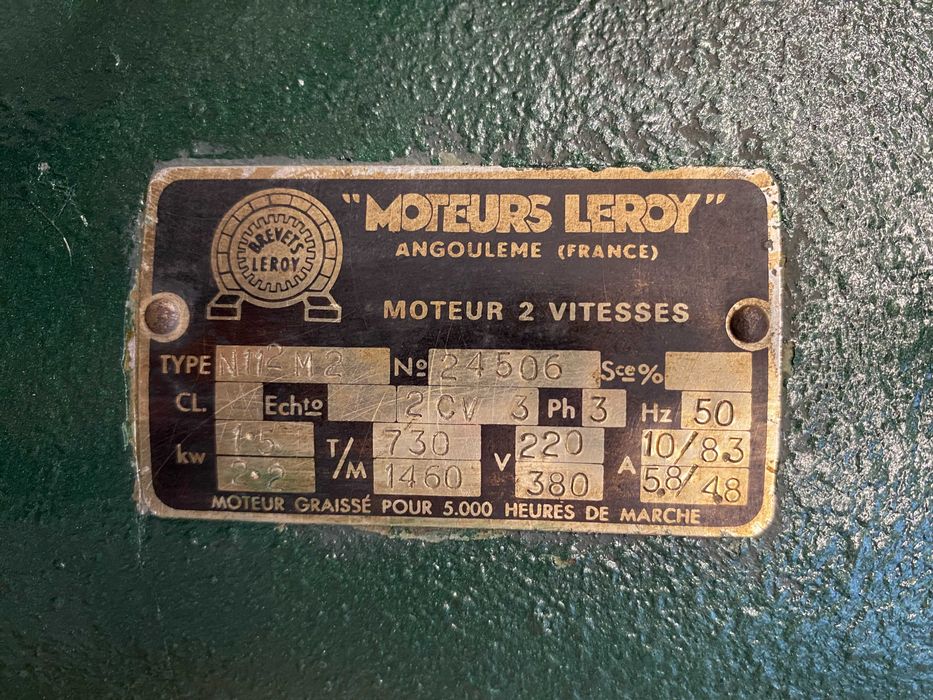 BREVETS
LEROY
"MOTEURS LEROY"
ANGOULEME (FRANCE)
MOTEUR 2 VITESSES
TYPE N112 M2 Nº 24506 Sce%
CL. Echto 2 CV 3 Ph 3 Hz 50
kw 1.5 T/M 730 V 220 A 10/8.3
2.2 1460 380 5.8/4.8
MOTEUR GRAISSÉ POUR 5.000 HEURES DE MARCHE